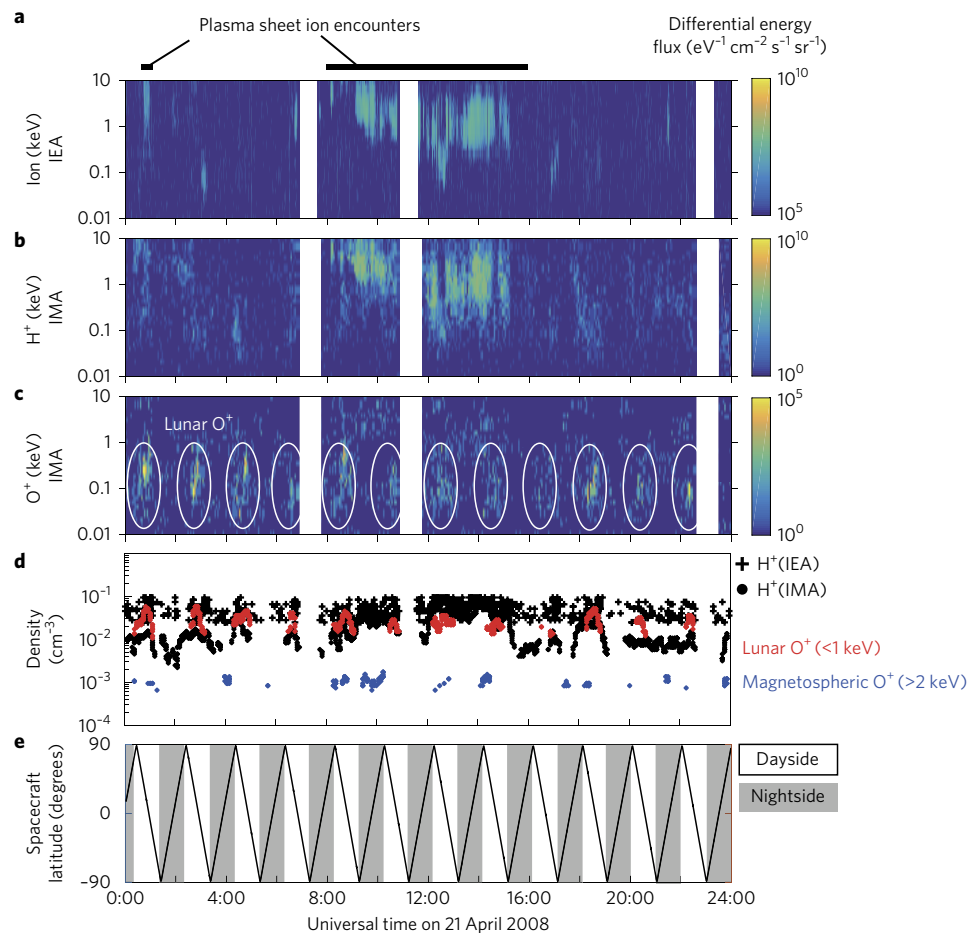 a
Plasma sheet ion encounters
Differential energy
flux (eV⁻¹ cm⁻² s⁻¹ sr⁻¹)
10
1
0.1
0.01
Ion (keV)
IEA
10¹⁰
10⁵
b
10
1
0.1
0.01
H⁺ (keV)
IMA
10¹⁰
10⁰
c
Lunar O⁺
10
1
0.1
0.01
O⁺ (keV)
IMA
10⁵
10⁰
d
10⁻¹
10⁻²
10⁻³
10⁻⁴
Density
(cm⁻³)
H⁺(IEA)
H⁺(IMA)
Lunar O⁺ (<1 keV)
Magnetospheric O⁺ (>2 keV)
e
90
0
–90
Spacecraft
latitude (degrees)
Dayside
Nightside
0:00 4:00 8:00 12:00 16:00 20:00 24:00
Universal time on 21 April 2008